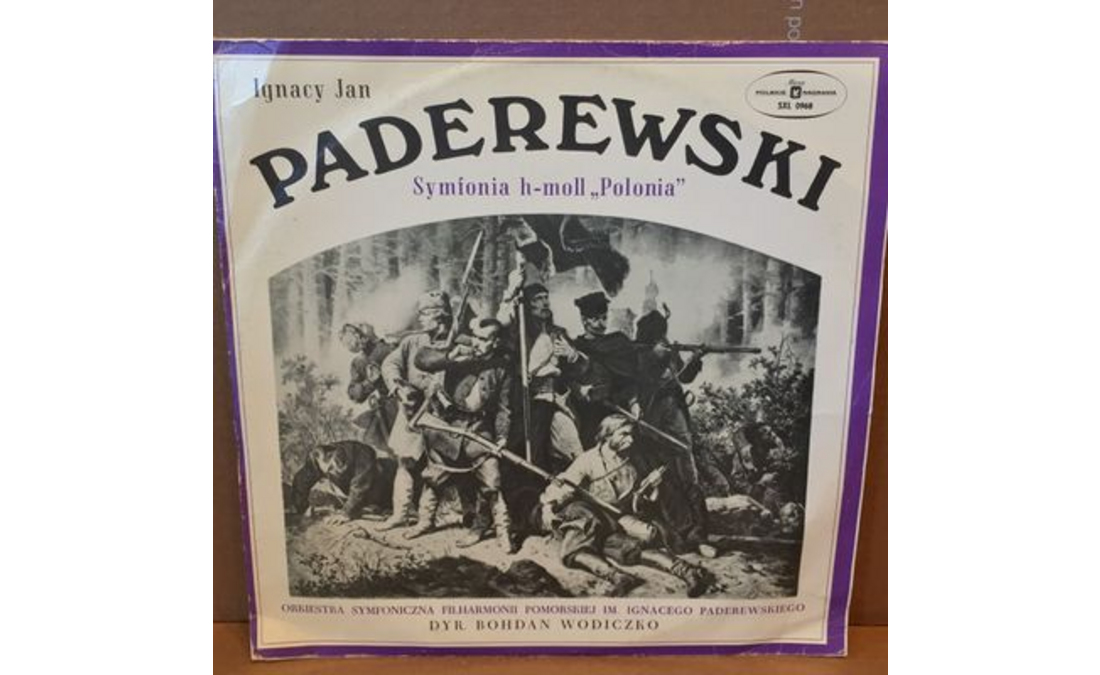 Ignacy Jan
PADEREWSKI
Symfonia h-moll „Polonia”
POLSKIE NAGRANIA
SXL 0968
ORKIESTRA SYMFONICZNA FILHARMONII POMORSKIEJ IM. IGNACEGO PADEREWSKIEGO
DYR. BOHDAN WODICZKO